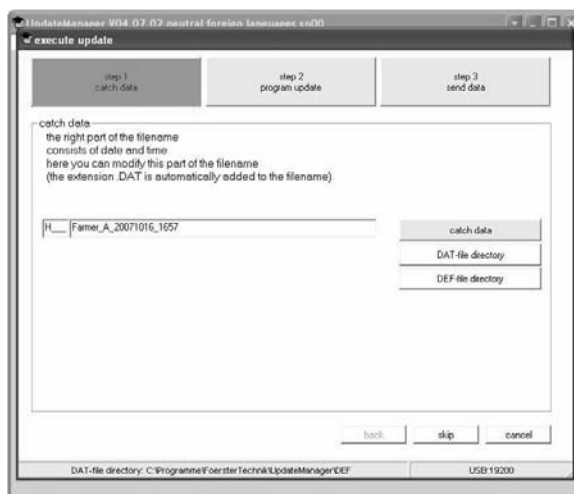 UpdateManager V04.07.02 neutral foreign languages sp00
execute update
step 1
catch data
step 2
program update
step 3
send data
catch data
the right part of the filename
consists of date and time
here you can modify this part of the filename
(the extension .DAT is automatically added to the filename)
H___ Farmer_A_20071016_1657
catch data
DAT-file directory
DEF-file directory
back
skip
cancel
DAT-file directory: C:\Programme\FoersterTechnik\UpdateManager\DEF
USB:19200